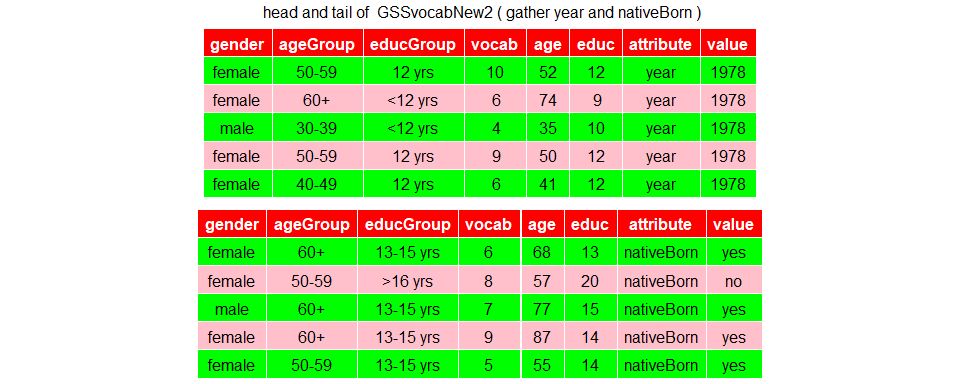 head and tail of GSSvocabNew2 ( gather year and nativeBorn )
gender ageGroup educGroup vocab age educ attribute value
female 50-59 12 yrs 10 52 12 year 1978
female 60+ <12 yrs 6 74 9 year 1978
male 30-39 <12 yrs 4 35 10 year 1978
female 50-59 12 yrs 9 50 12 year 1978
female 40-49 12 yrs 6 41 12 year 1978
gender ageGroup educGroup vocab age educ attribute value
female 60+ 13-15 yrs 6 68 13 nativeBorn yes
female 50-59 >16 yrs 8 57 20 nativeBorn no
male 60+ 13-15 yrs 7 77 15 nativeBorn yes
female 60+ 13-15 yrs 9 87 14 nativeBorn yes
female 50-59 13-15 yrs 5 55 14 nativeBorn yes